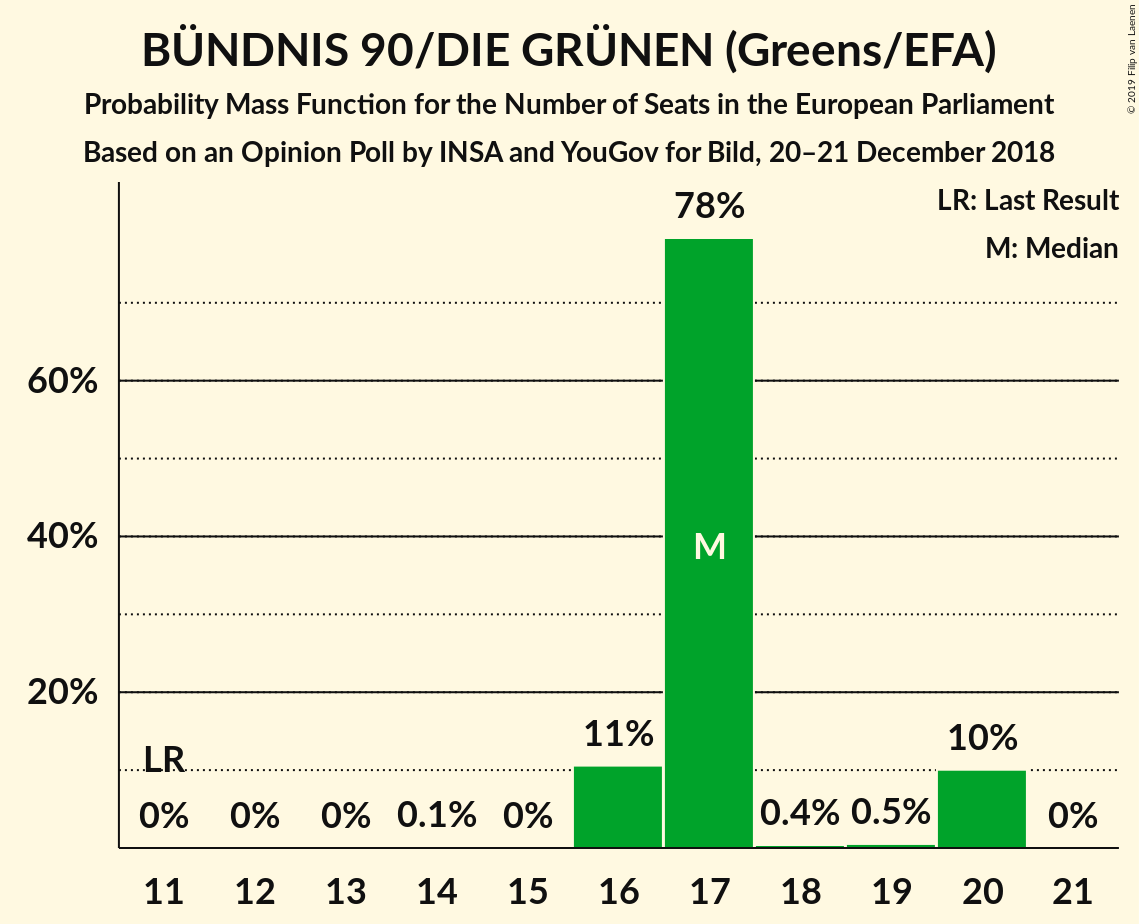 BÜNDNIS 90/DIE GRÜNEN (Greens/EFA)
Probability Mass Function for the Number of Seats in the European Parliament
Based on an Opinion Poll by INSA and YouGov for Bild, 20–21 December 2018
© 2019 Filip van Laenen
LR: Last Result
M: Median
78%
60%
40%
20%
M
LR
0%
0%
0%
0.1%
0%
11%
0.4%
0.5%
10%
0%
11 12 13 14 15 16 17 18 19 20 21